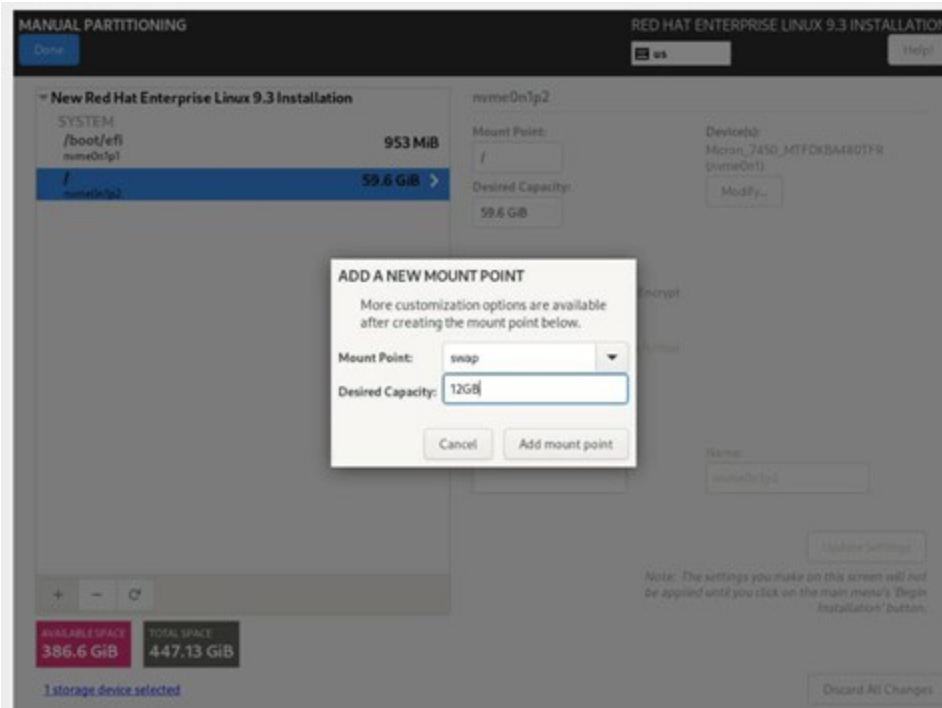 MANUAL PARTITIONING
RED HAT ENTERPRISE LINUX 9.3 INSTALLATION
Done
us
Help!
New Red Hat Enterprise Linux 9.3 Installation
SYSTEM
/boot/efi
nvme0n1p1
953 MiB
/
nvme0n1p2
59.6 GiB
nvme0n1p2
Mount Point:
/
Desired Capacity:
59.6 GiB
Device(s):
Micron_7450_MTFDKBA480TFR
(nvme0n1)
Modify...
Encrypt
ADD A NEW MOUNT POINT
More customization options are available
after creating the mount point below.
Mount Point:
swap
Desired Capacity:
12GB
Cancel
Add mount point
Name:
nvme0n1p2
Update Settings
Note: The settings you make on this screen will not
be applied until you click on the main menu's 'Begin
Installation' button.
+ −
AVAILABLE SPACE
386.6 GiB
TOTAL SPACE
447.13 GiB
1 storage device selected
Discard All Changes